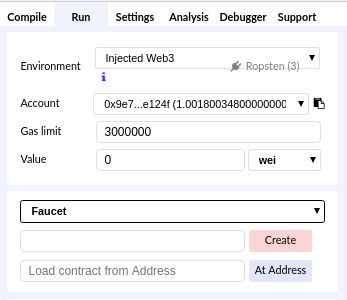 Compile Run Settings Analysis Debugger Support
Environment Injected Web3
Ropsten (3)
i
Account 0x9e7...e124f (1.00180034800000000
Gas limit 3000000
Value 0 wei
Faucet
Create
Load contract from Address At Address